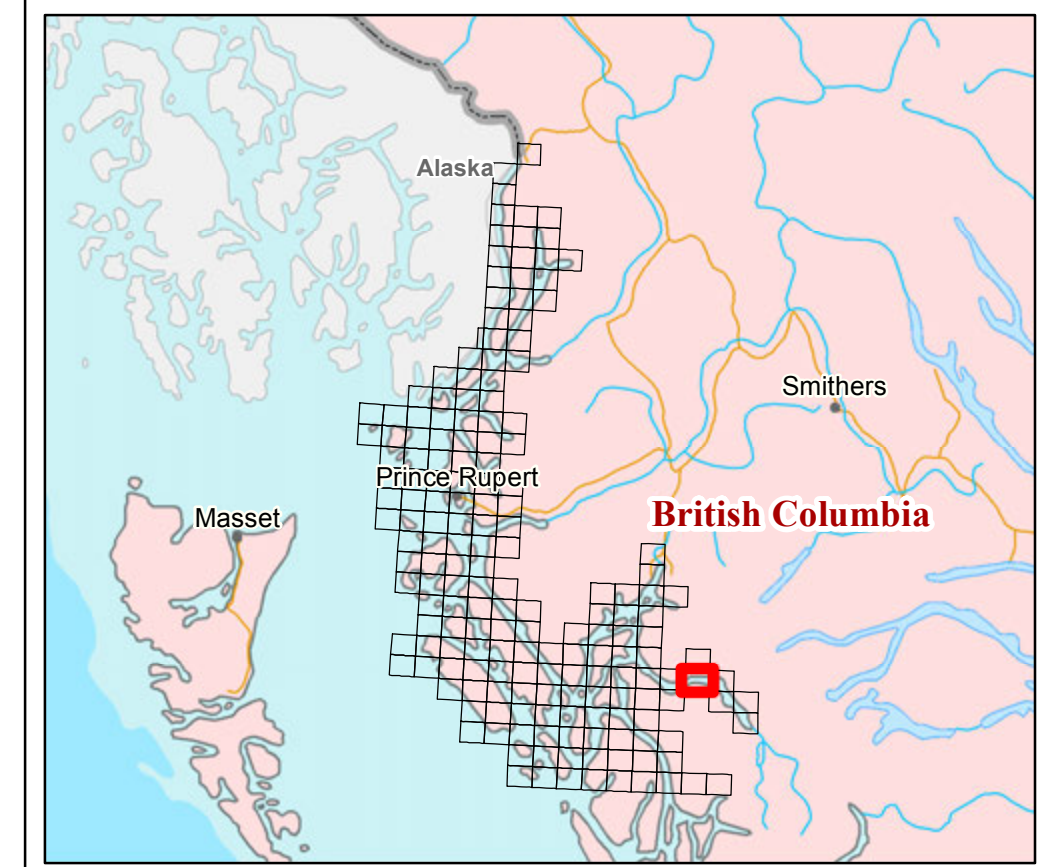 Alaska
Smithers
Prince Rupert
Masset
British Columbia